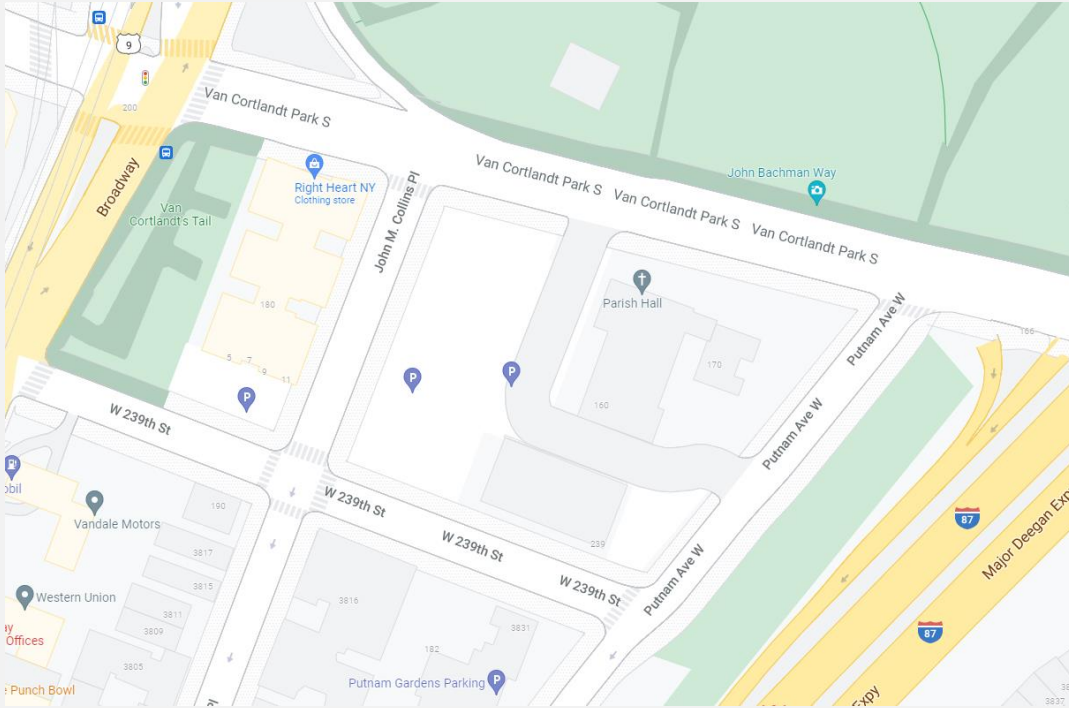 9
200
Van Cortlandt Park S
Broadway
Van
Cortlandt's Tail
Right Heart NY
Clothing store
John M. Collins Pl
Van Cortlandt Park S
Van Cortlandt Park S
Van Cortlandt Park S
John Bachman Way
Parish Hall
180
5
7
9
11
P
P
P
170
160
Putnam Ave W
Putnam Ave W
Putnam Ave W
166
W 239th St
W 239th St
W 239th St
W 239th St
obil
Vandale Motors
190
3817
3815
3811
3809
3805
Western Union
ay
Offices
e Punch Bowl
3816
182
3831
239
Putnam Gardens Parking
P
87
87
Major Deegan Exp
Expy
Pl
3837